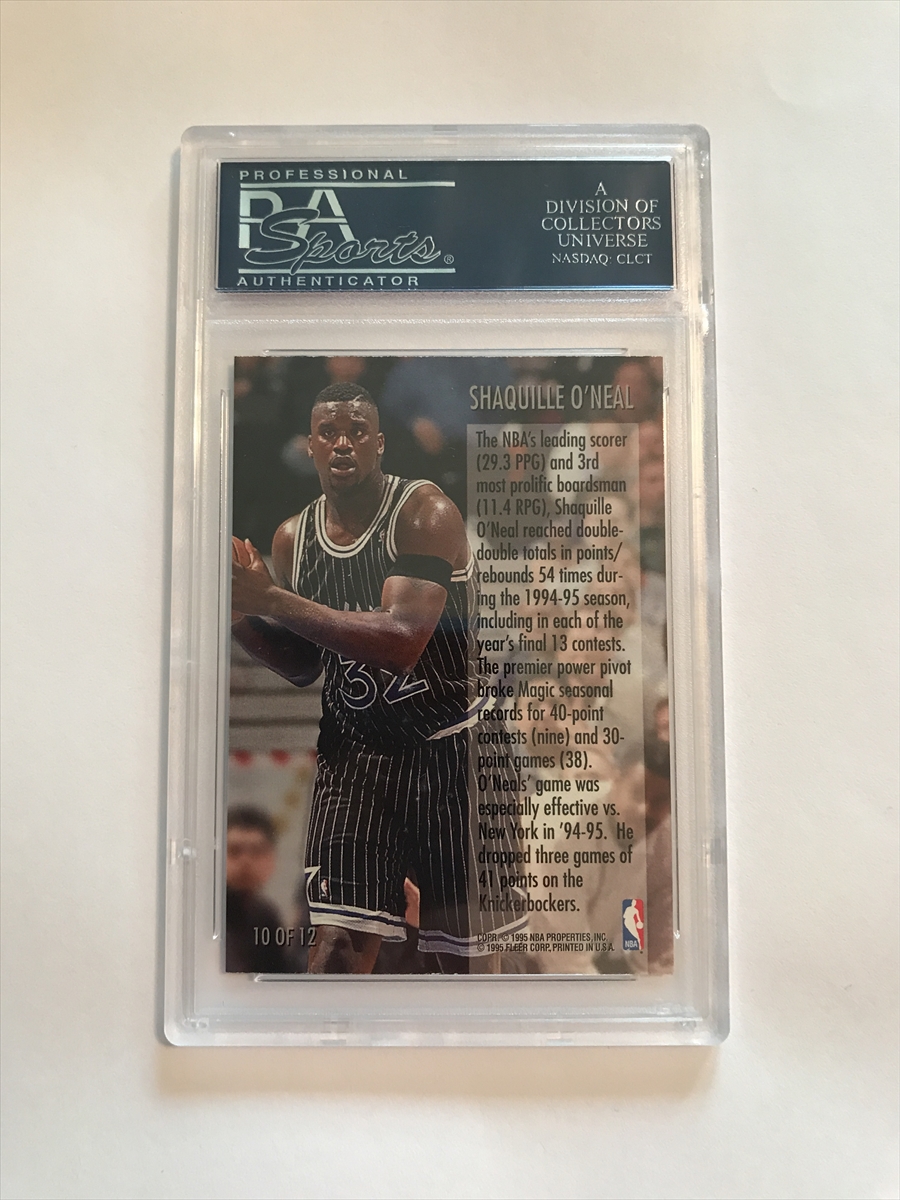 PROFESSIONAL
PSA
Sports®
AUTHENTICATOR
A
DIVISION OF
COLLECTORS
UNIVERSE
NASDAQ: CLCT
SHAQUILLE O'NEAL
The NBA's leading scorer
(29.3 PPG) and 3rd
most prolific boardsman
(11.4 RPG), Shaquille
O'Neal reached double-
double totals in points/
rebounds 54 times dur-
ing the 1994-95 season,
including in each of the
year's final 13 contests.
The premier power pivot
broke Magic seasonal
records for 40-point
contests (nine) and 30-
point games (38).
O'Neals' game was
especially effective vs.
New York in '94-95. He
dropped three games of
41 points on the
Knickerbockers.
32
10 OF 12
COPR. © 1995 NBA PROPERTIES, INC.
© 1995 FLEER CORP. PRINTED IN U.S.A.
NBA